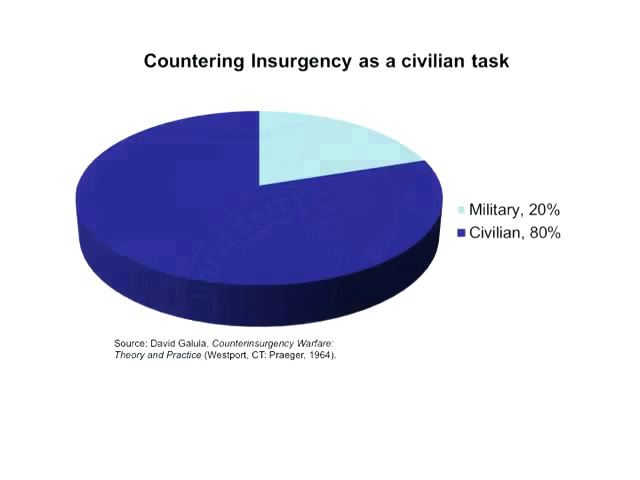 Countering Insurgency as a civilian task
Military, 20%
Civilian, 80%
Source: David Galula, Counterinsurgency Warfare:
Theory and Practice (Westport, CT: Praeger, 1964).